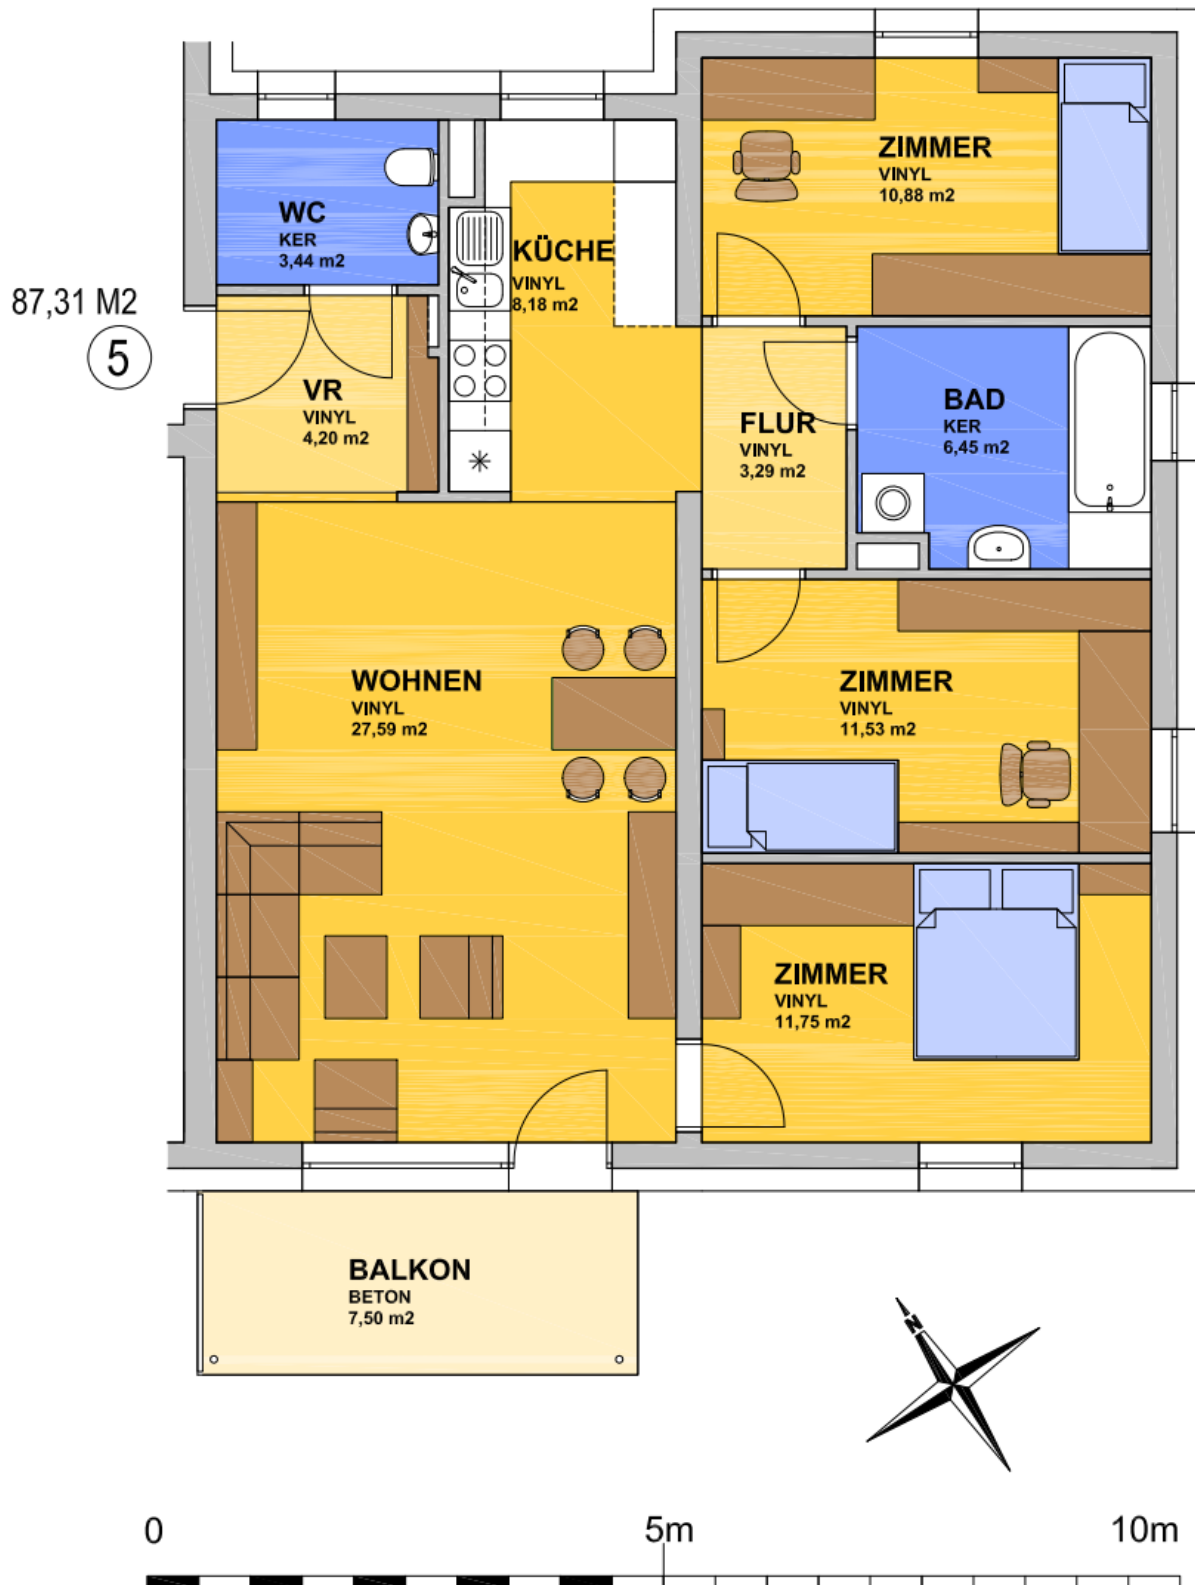 ZIMMER
VINYL
10,88 m2
WC
KER
3,44 m2
KÜCHE
VINYL
8,18 m2
87,31 M2
5
VR
VINYL
4,20 m2
FLUR
VINYL
3,29 m2
BAD
KER
6,45 m2
WOHNEN
VINYL
27,59 m2
ZIMMER
VINYL
11,53 m2
ZIMMER
VINYL
11,75 m2
BALKON
BETON
7,50 m2
N
0 5m 10m